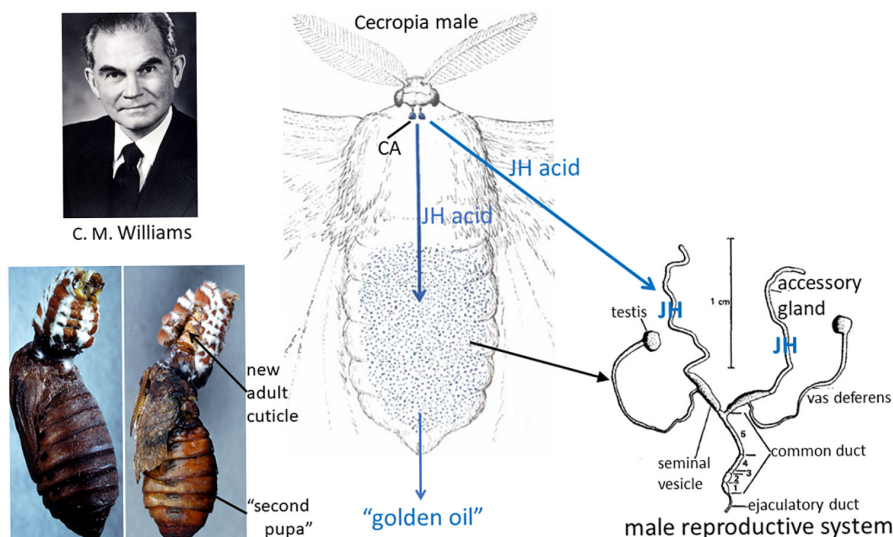 Cecropia male
C. M. Williams
CA
JH acid
JH acid
new
adult
cuticle
"second
pupa"
"golden oil"
1 cm
accessory
gland
testis
JH
JH
vas deferens
seminal
vesicle
5
4
3
2
1
common duct
ejaculatory duct
male reproductive system